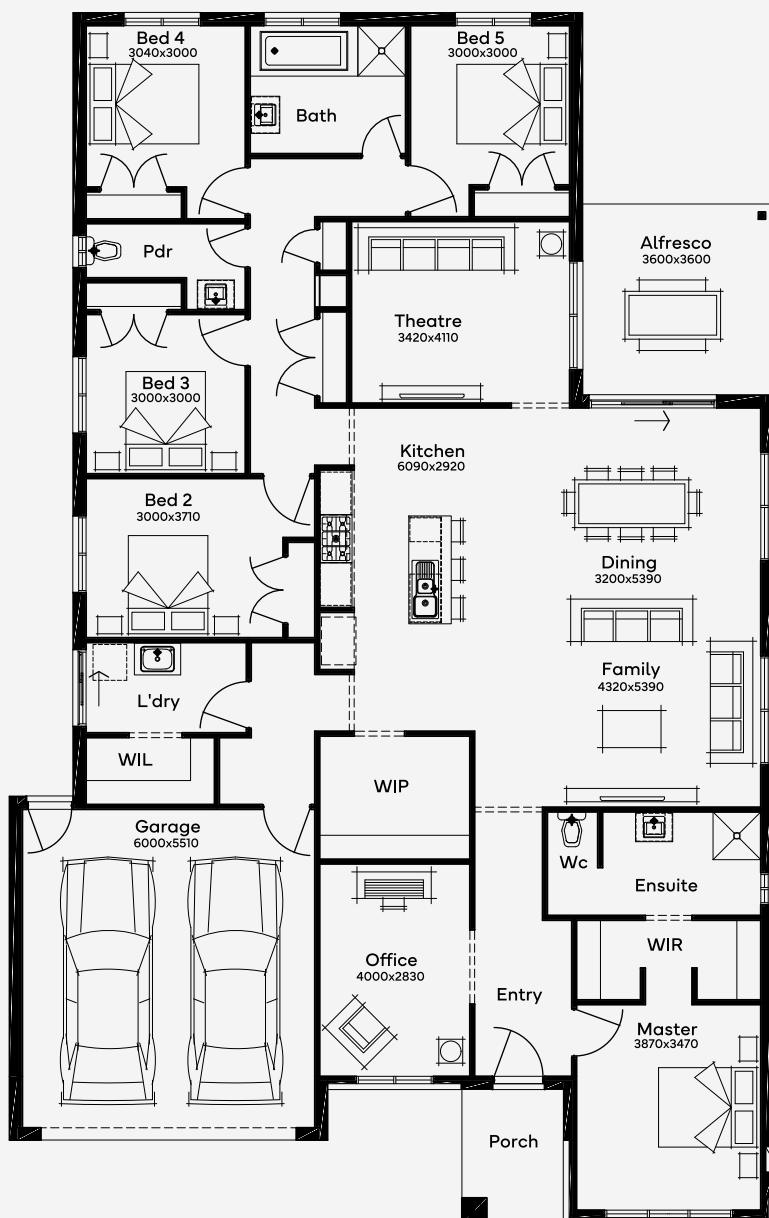 Bed 4
3040x3000
Bath
Bed 5
3000x3000
Pdr
Alfresco
3600x3600
Theatre
3420x4110
Bed 3
3000x3000
Kitchen
6090x2920
Bed 2
3000x3710
Dining
3200x5390
Family
4320x5390
L'dry
WIL
WIP
Garage
6000x5510
Wc
Ensuite
Office
4000x2830
WIR
Entry
Master
3870x3470
Porch